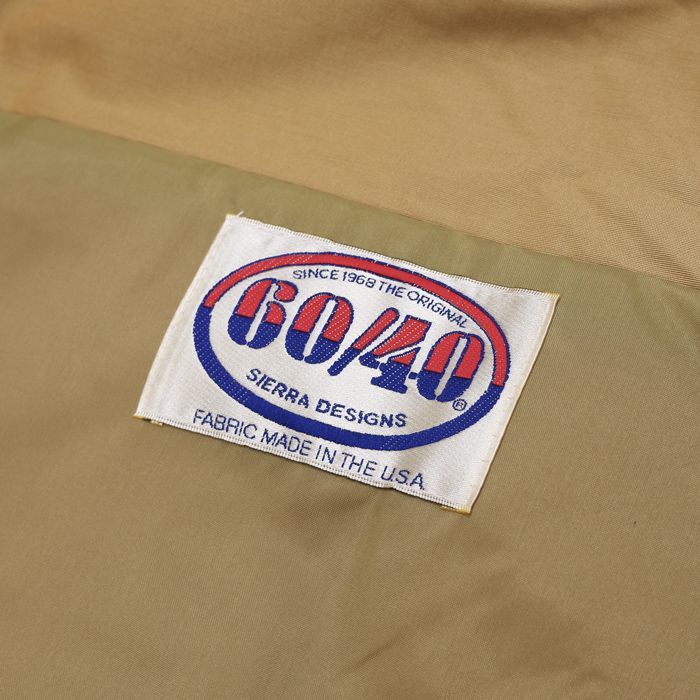 SINCE 1968 THE ORIGINAL
60/40®
SIERRA DESIGNS
FABRIC MADE IN THE U.S.A.